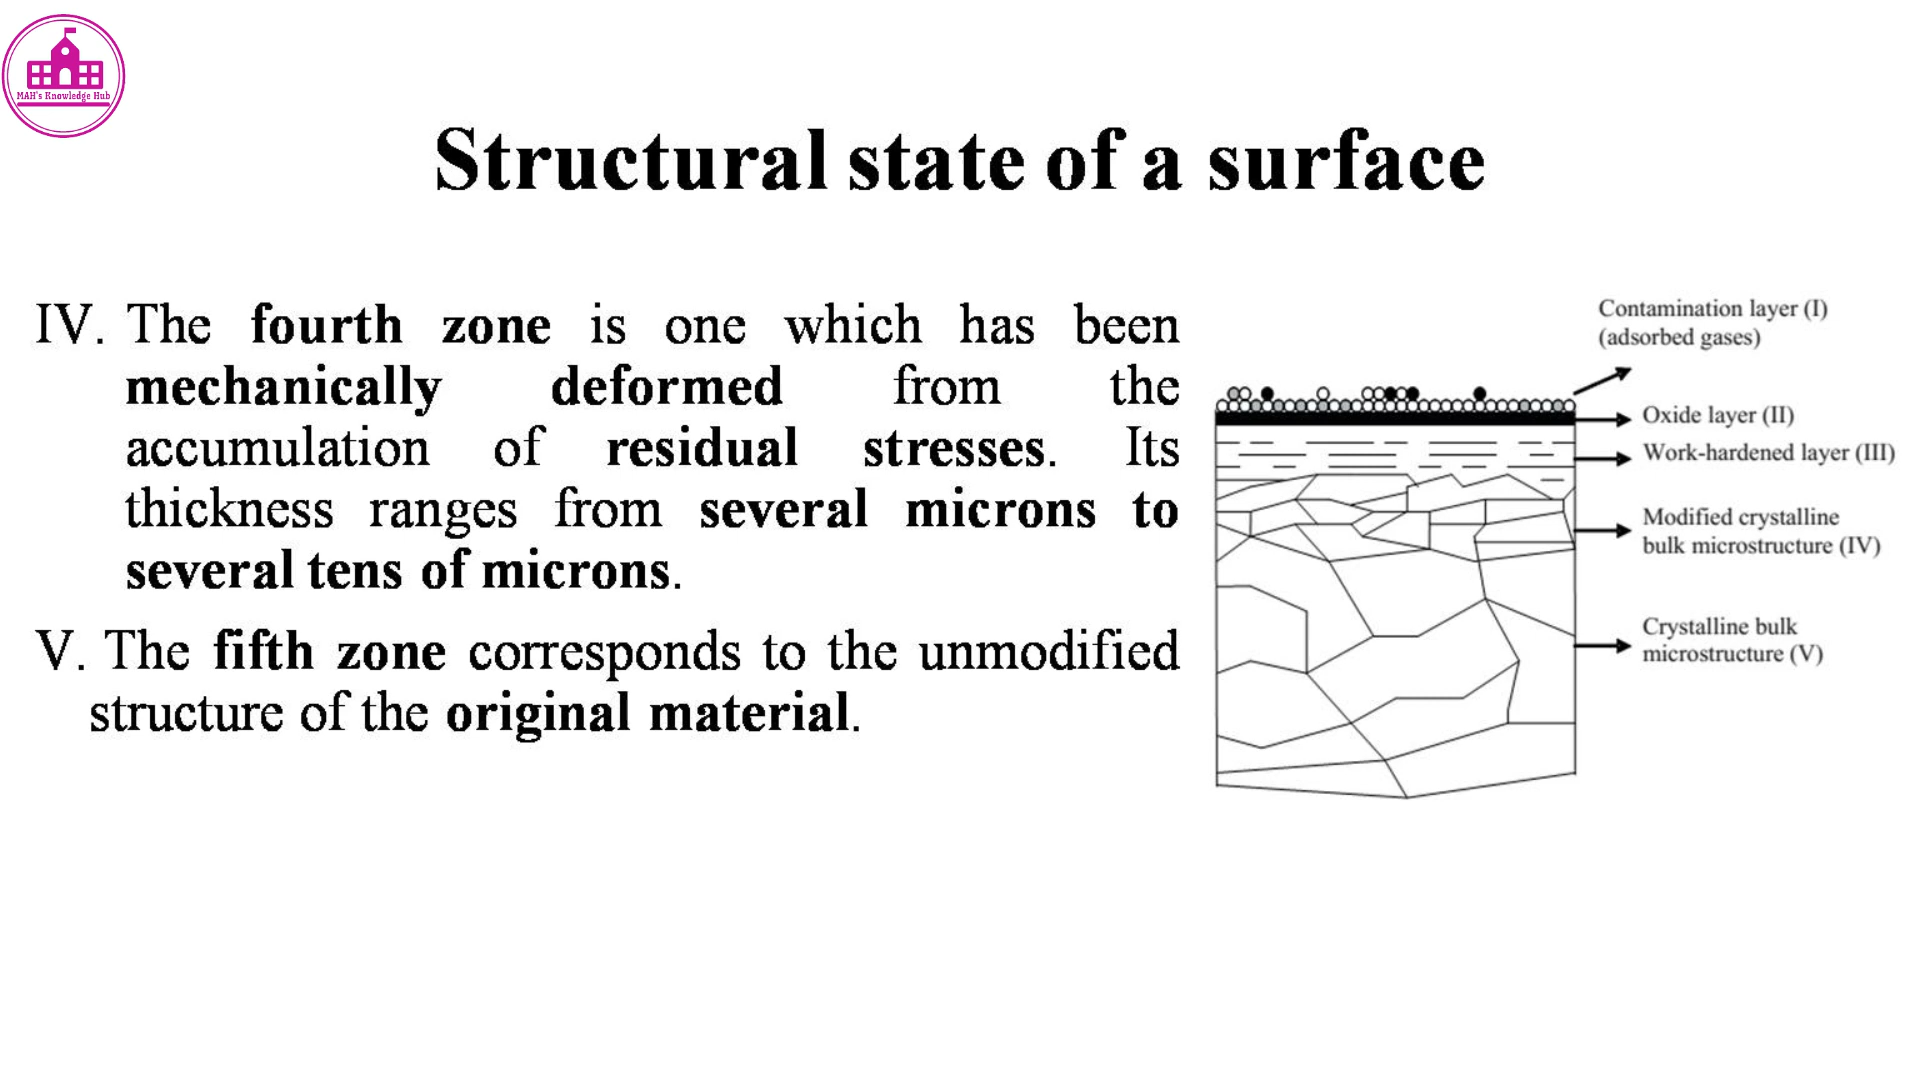 MAH's Knowledge Hub
Structural state of a surface
IV. The fourth zone is one which has been
mechanically deformed from the
accumulation of residual stresses. Its
thickness ranges from several microns to
several tens of microns.
V. The fifth zone corresponds to the unmodified
structure of the original material.
Contamination layer (I)
(adsorbed gases)
Oxide layer (II)
Work-hardened layer (III)
Modified crystalline
bulk microstructure (IV)
Crystalline bulk
microstructure (V)